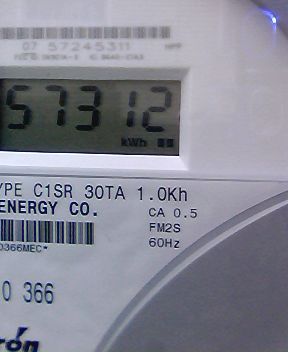 07 57245311
57312
kWh
YPE C1SR 30TA 1.0Kh
ENERGY CO.
CA 0.5
FM2S
60Hz
0366MEC*
0 366
rón